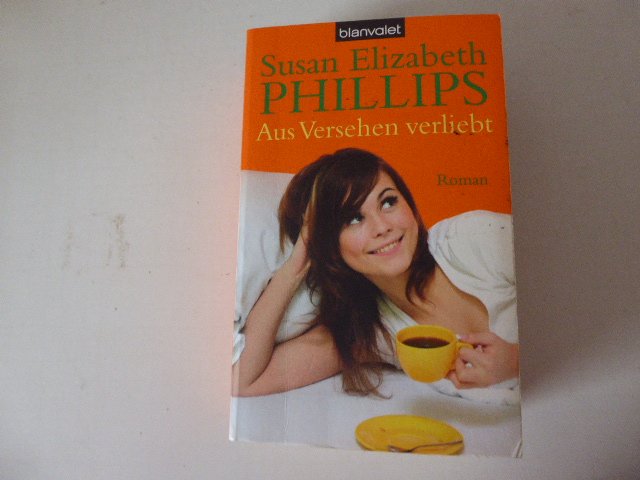 blanvalet
Susan Elizabeth
PHILLIPS
Aus Versehen verliebt
Roman